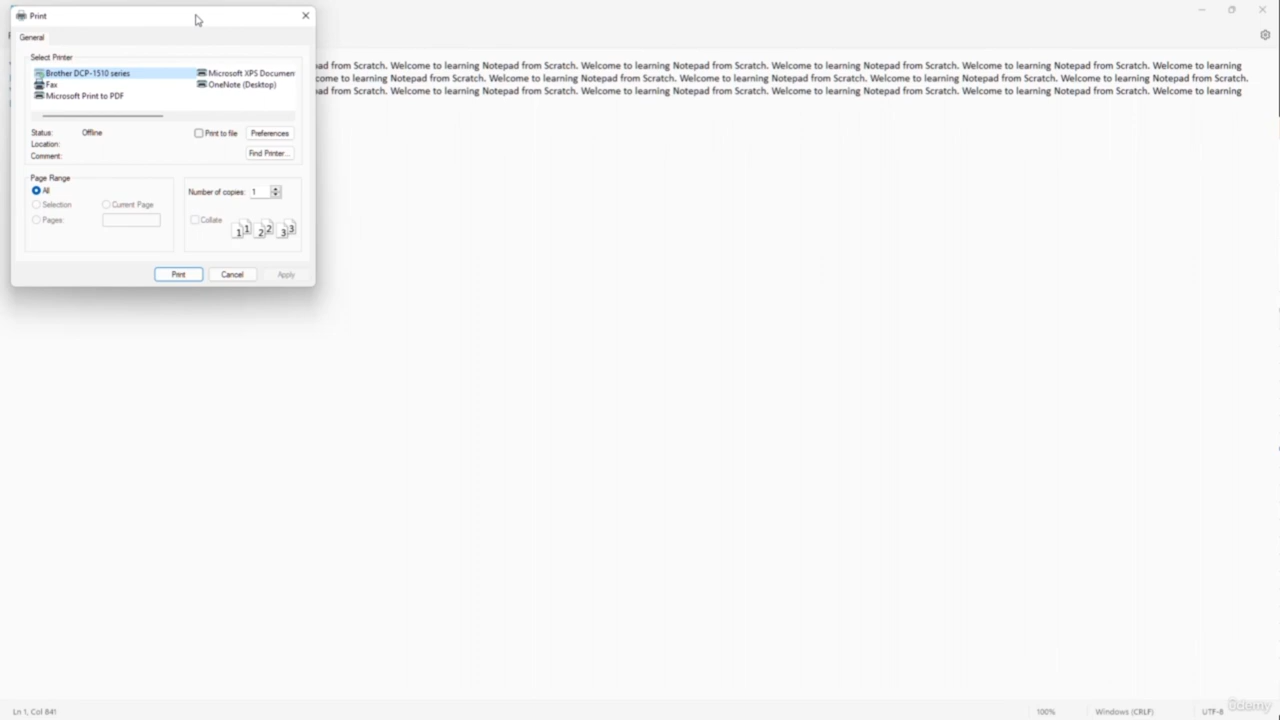 Print
General
Select Printer
Brother DCP-1510 series
Microsoft XPS Documen
Fax
OneNote (Desktop)
Microsoft Print to PDF
Status: Offline
Print to file
Preferences
Location:
Comment:
Find Printer...
Page Range
All
Selection
Current Page
Pages:
Number of copies: 1
Collate
1 1 2 2 3 3
Print
Cancel
Apply
ad from Scratch. Welcome to learning Notepad from Scratch. Welcome to learning Notepad from Scratch. Welcome to learning Notepad from Scratch. Welcome to learning Notepad from Scratch. Welcome to learning
come to learning Notepad from Scratch. Welcome to learning Notepad from Scratch. Welcome to learning Notepad from Scratch. Welcome to learning Notepad from Scratch. Welcome to learning Notepad from Scratch.
ad from Scratch. Welcome to learning Notepad from Scratch. Welcome to learning Notepad from Scratch. Welcome to learning Notepad from Scratch. Welcome to learning Notepad from Scratch. Welcome to learning
Ln 1, Col 841
100%
Windows (CRLF)
UTF-8
ûdemy